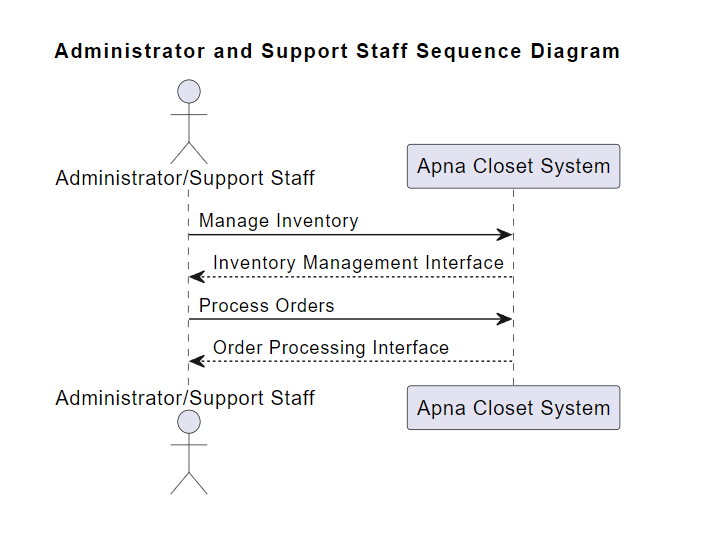 Administrator and Support Staff Sequence Diagram
Administrator/Support Staff
Apna Closet System
Manage Inventory
Inventory Management Interface
Process Orders
Order Processing Interface
Administrator/Support Staff
Apna Closet System